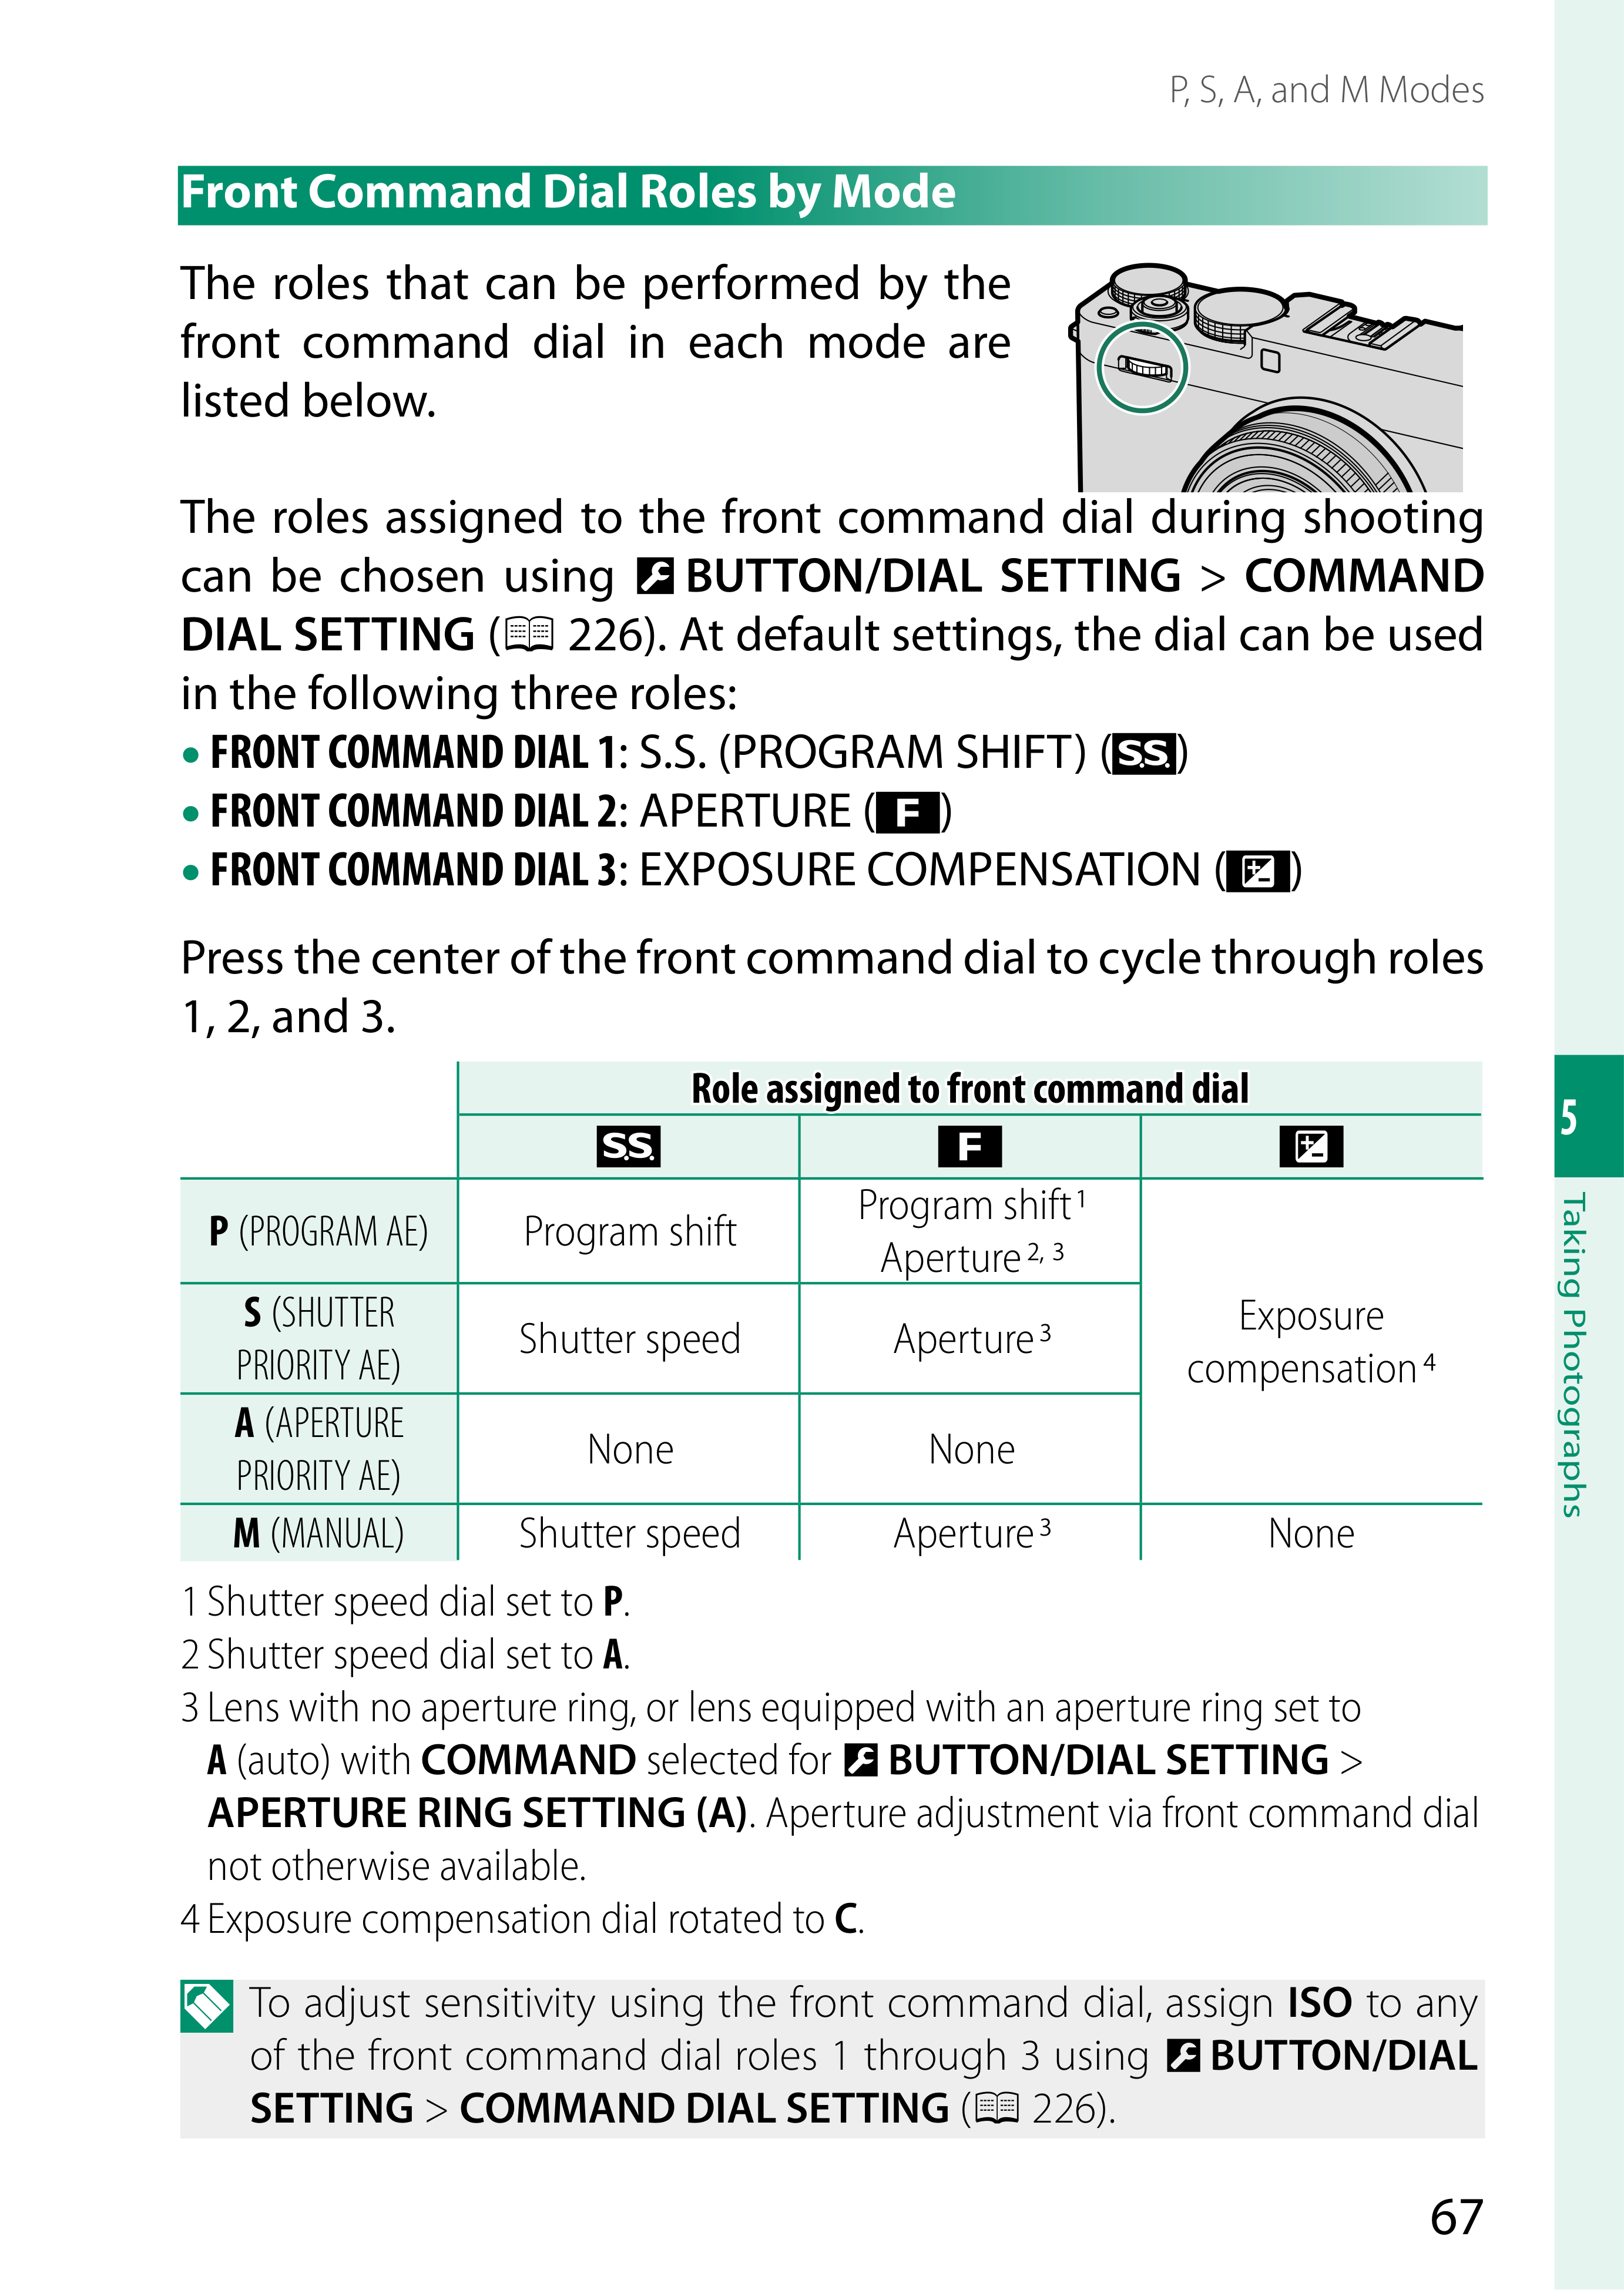 P, S, A, and M Modes
Front Command Dial Roles by Mode
The roles that can be performed by the
front command dial in each mode are
listed below.
The roles assigned to the front command dial during shooting
can be chosen using BUTTON/DIAL SETTING > COMMAND
DIAL SETTING ( 226). At default settings, the dial can be used
in the following three roles:
• FRONT COMMAND DIAL 1: S.S. (PROGRAM SHIFT) (S.S.)
• FRONT COMMAND DIAL 2: APERTURE (F)
• FRONT COMMAND DIAL 3: EXPOSURE COMPENSATION ()
Press the center of the front command dial to cycle through roles
1, 2, and 3.
Role assigned to front command dial
S.S. F
P (PROGRAM AE)
Program shift
Program shift 1
Aperture 2, 3
S (SHUTTER
PRIORITY AE)
Shutter speed
Aperture 3
Exposure
compensation 4
A (APERTURE
PRIORITY AE)
None
None
M (MANUAL)
Shutter speed
Aperture 3
None
1 Shutter speed dial set to P.
2 Shutter speed dial set to A.
3 Lens with no aperture ring, or lens equipped with an aperture ring set to
A (auto) with COMMAND selected for BUTTON/DIAL SETTING >
APERTURE RING SETTING (A). Aperture adjustment via front command dial
not otherwise available.
4 Exposure compensation dial rotated to C.
To adjust sensitivity using the front command dial, assign ISO to any
of the front command dial roles 1 through 3 using BUTTON/DIAL
SETTING > COMMAND DIAL SETTING ( 226).
5
Taking Photographs
67